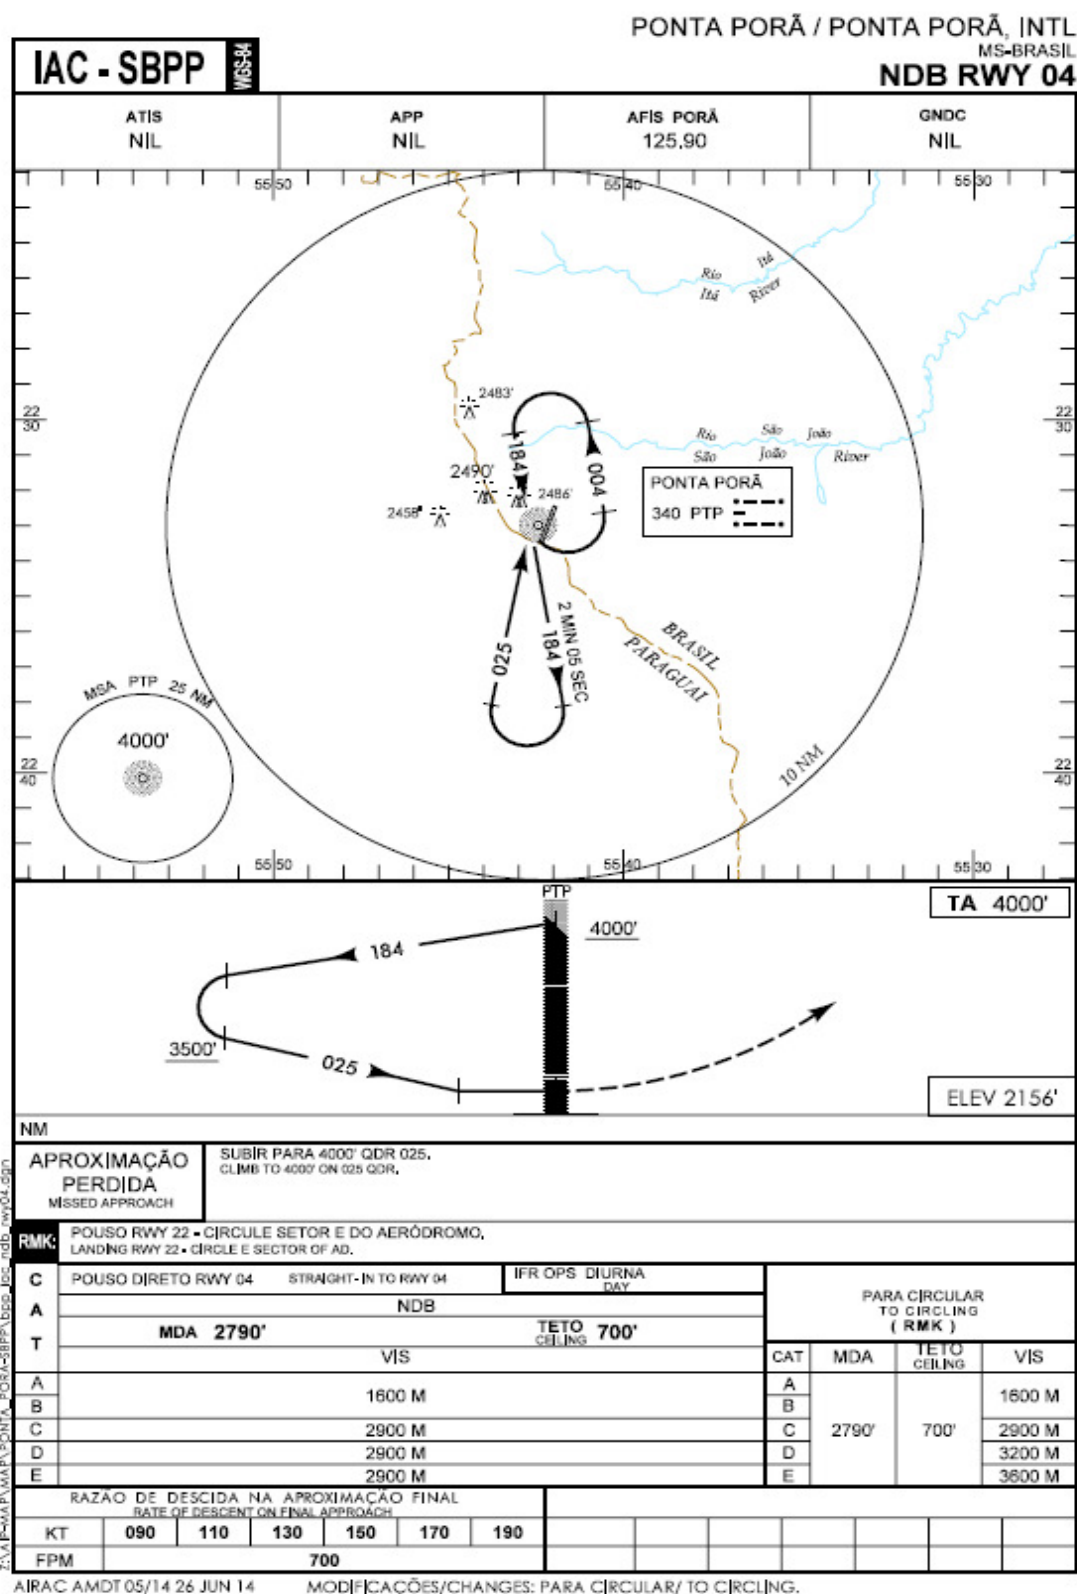 PONTA PORÃ / PONTA PORÃ, INTL
MS-BRASIL
IAC - SBPP WGS-84
NDB RWY 04
ATIS APP AFIS PORÃ GNDC
NIL NIL 125.90 NIL
55 50 55 40 55 30
Rio Itá
Itá River
2483'
22 30 22 30
Rio São João
São João River
184
004
2490'
2486'
2458'
PONTA PORÃ
340 PTP
2 MIN 05 SEC
025
184
BRASIL
PARAGUAI
MSA PTP 25 NM
4000'
10 NM
22 40 22 40
55 50 55 40 55 30
PTP
TA 4000'
4000'
184
3500'
025
ELEV 2156'
NM
APROXIMAÇÃO
PERDIDA
MISSED APPROACH
SUBIR PARA 4000' QDR 025.
CLIMB TO 4000' ON 025 QDR.
RMK:
POUSO RWY 22 - CIRCULE SETOR E DO AERÓDROMO.
LANDING RWY 22 - CIRCLE E SECTOR OF AD.
C A T
POUSO DIRETO RWY 04 STRAIGHT-IN TO RWY 04 IFR OPS DIURNA
DAY
NDB
MDA 2790' TETO 700'
CEILING
VIS
A
B
1600 M
C 2900 M
D 2900 M
E 2900 M
PARA CIRCULAR
TO CIRCLING
( RMK )
CAT MDA TETO VIS
CEILING
A
B
1600 M
C 2790' 700' 2900 M
D 3200 M
E 3600 M
RAZÃO DE DESCIDA NA APROXIMAÇÃO FINAL
RATE OF DESCENT ON FINAL APPROACH
KT 090 110 130 150 170 190
FPM 700
AIRAC AMDT 05/14 26 JUN 14 MODIFICAÇÕES/CHANGES: PARA CIRCULAR/ TO CIRCLING.